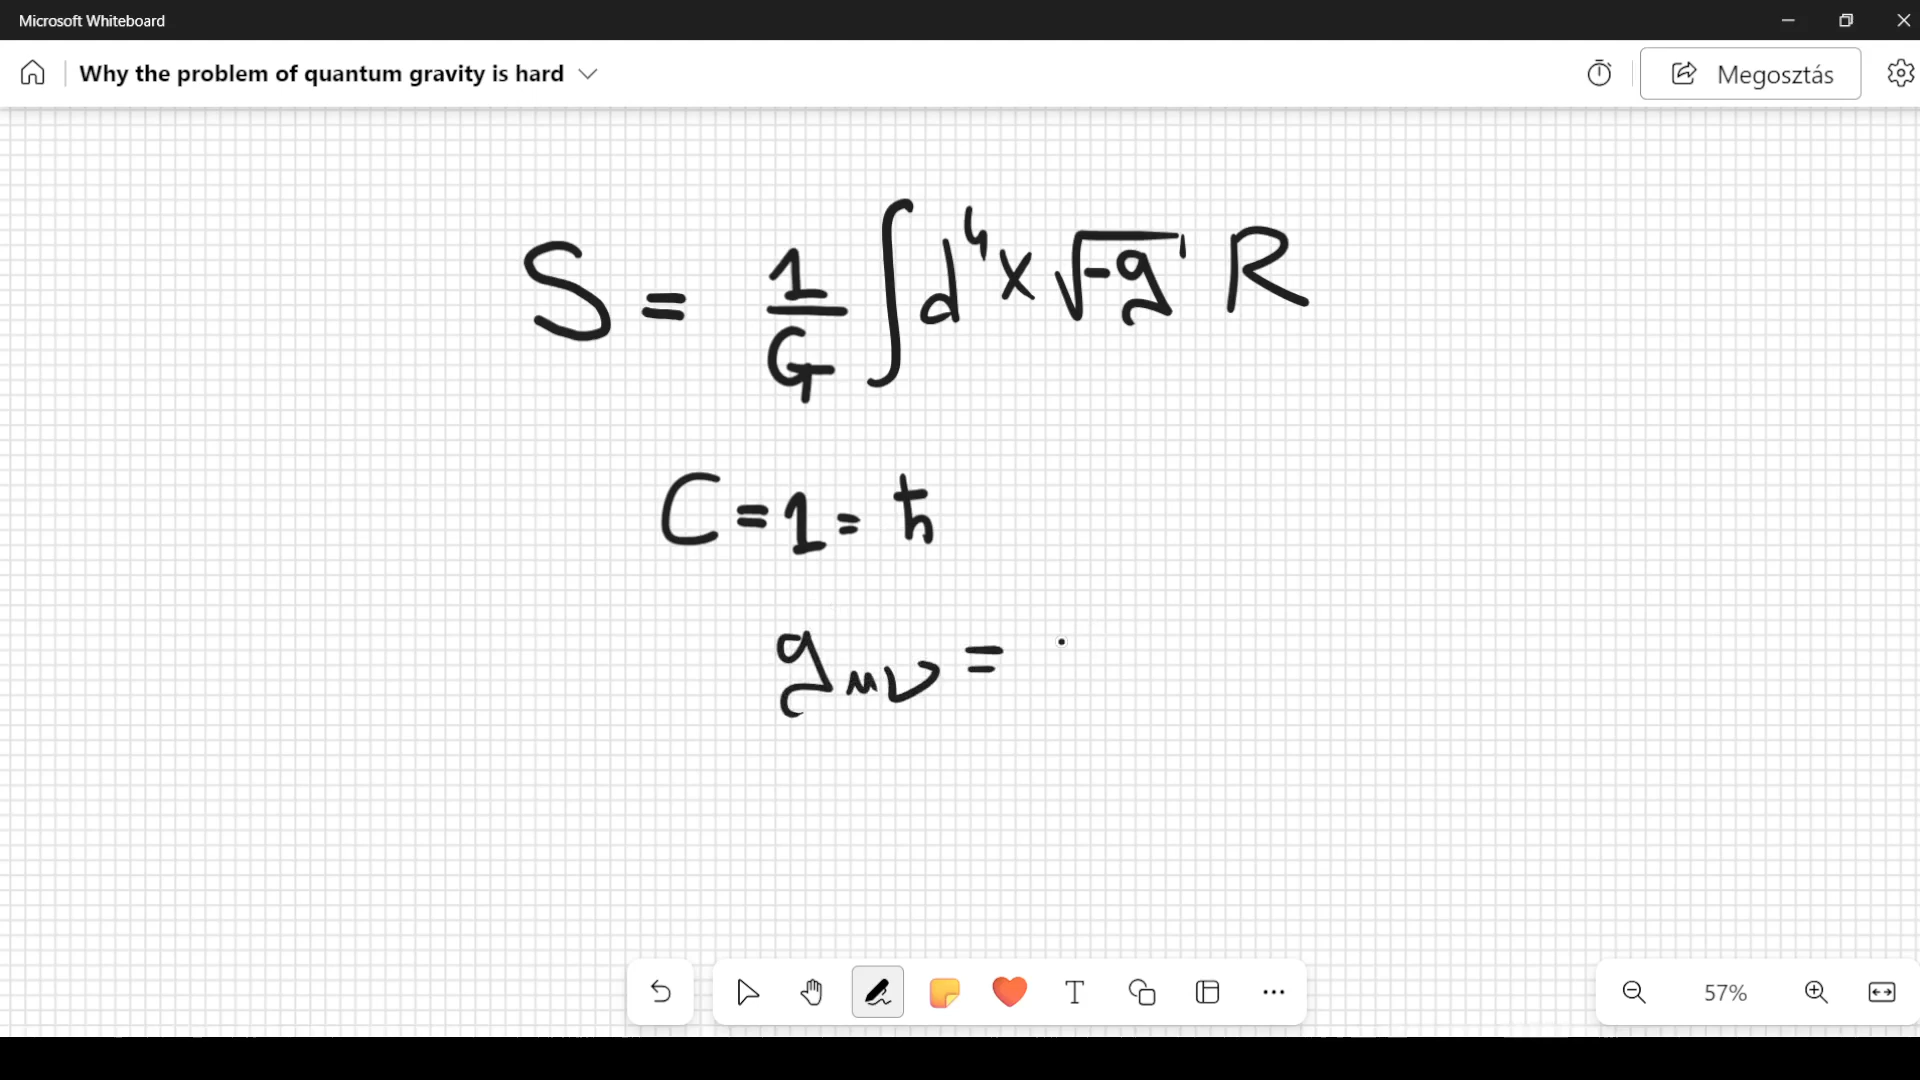 Microsoft Whiteboard
Why the problem of quantum gravity is hard
Megosztás
S = 1/G ∫ d⁴x √-g R
C = 1 = ħ
gμν =
57%